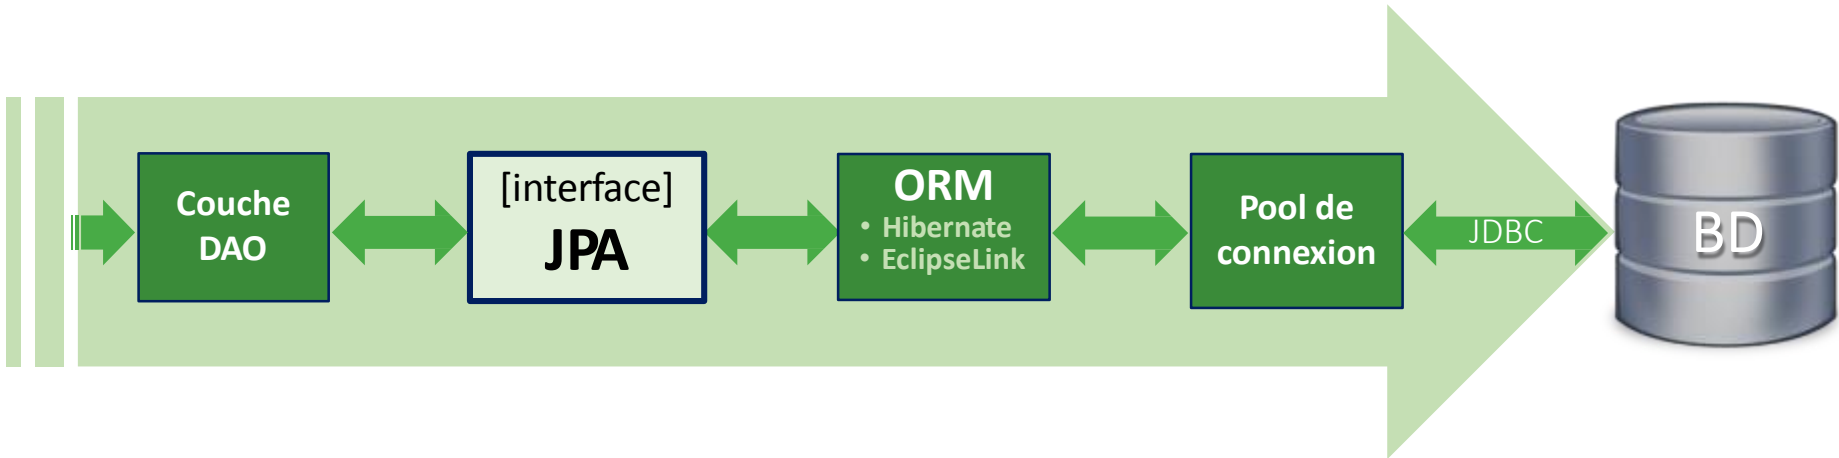 Couche
DAO
[interface]
JPA
ORM
• Hibernate
• EclipseLink
Pool de
connexion
JDBC
BD